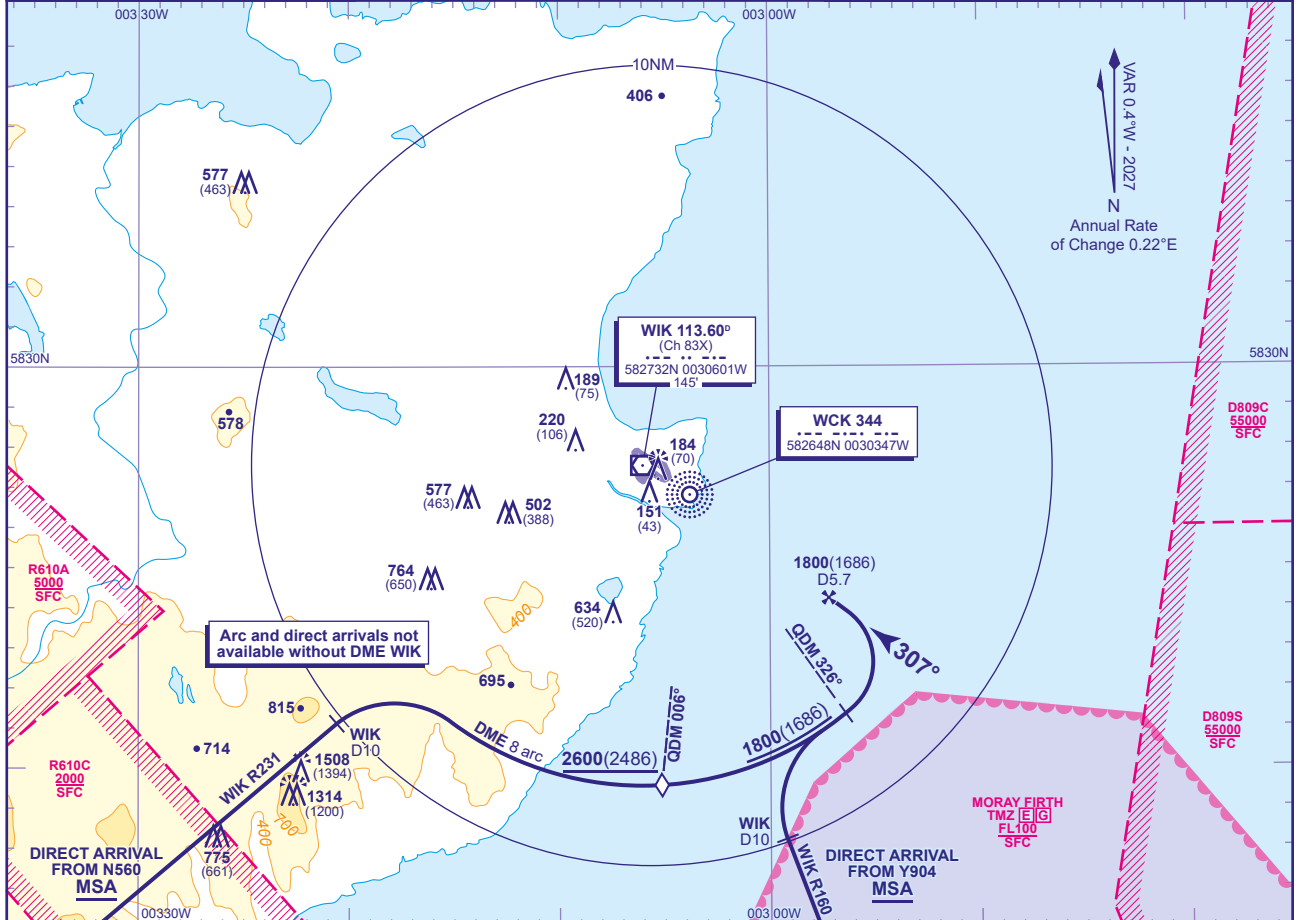 003 30W
003 00W
10NM
406
VAR 0.4°W - 2027
N
Annual Rate
of Change 0.22°E
577
(463)
WIK 113.60ᴰ
(Ch 83X)
·–– ·· –·–
582732N 0030601W
145'
5830N
5830N
189
(75)
578
220
(106)
WCK 344
·–– –·–· –·–
582648N 0030347W
D809C
55000
SFC
184
(70)
577
(463)
502
(388)
151
(43)
R610A
5000
SFC
764
(650)
1800(1686)
D5.7
400
634
(520)
Arc and direct arrivals not
available without DME WIK
QDM 326°
307°
695
815
WIK
D10
DME 8 arc
QDM 006°
1800(1686)
D809S
55000
SFC
714
2600(2486)
1508
(1394)
R610C
2000
SFC
WIK R231
1314
(1200)
MORAY FIRTH
TMZ E G
FL100
SFC
400
700
WIK
D10
775
(661)
DIRECT ARRIVAL
FROM N560
MSA
WIK R160
DIRECT ARRIVAL
FROM Y904
MSA
003 30W
003 00W